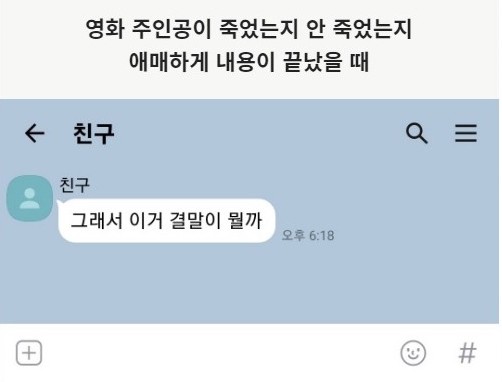 영화 주인공이 죽었는지 안 죽었는지
애매하게 내용이 끝났을 때
친구
친구
그래서 이거 결말이 뭘까
오후 6:18
#